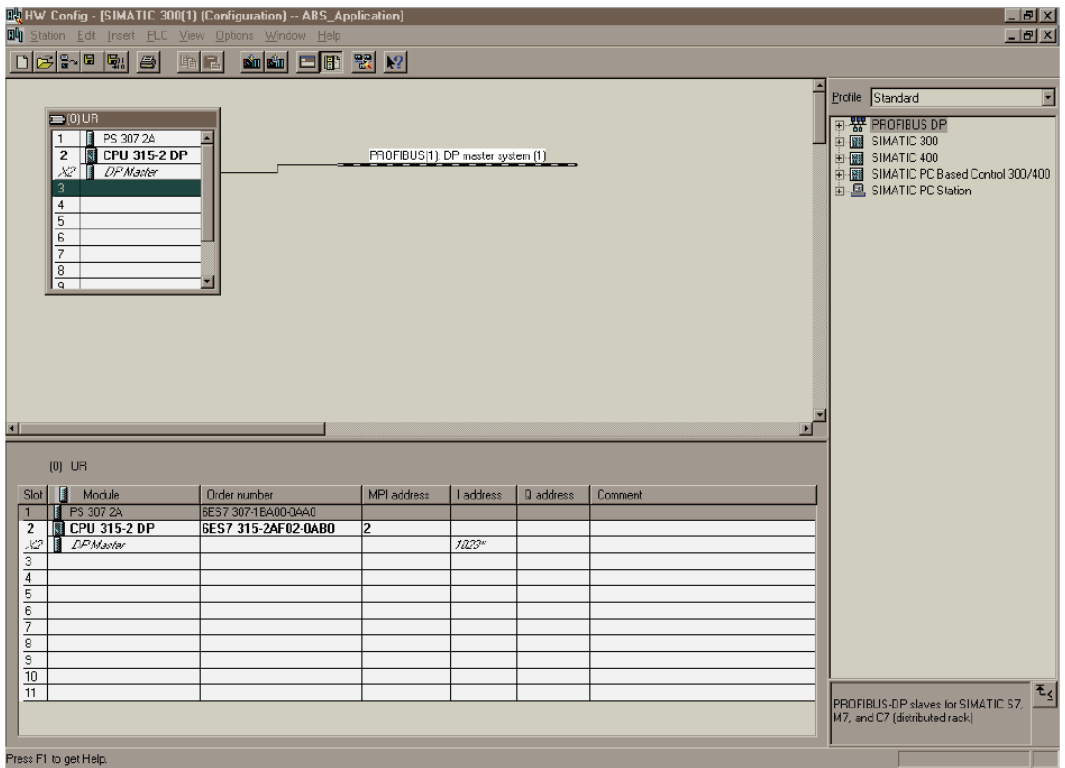 HW Config - [SIMATIC 300(1) (Configuration) -- ABS_Application]
Station Edit Insert PLC View Options Window Help
(0) UR
1 PS 307 2A
2 CPU 315-2 DP
X2 DP Master
3
4
5
6
7
8
9
PROFIBUS(1): DP master system (1)
Profile Standard
PROFIBUS DP
SIMATIC 300
SIMATIC 400
SIMATIC PC Based Control 300/400
SIMATIC PC Station
(0) UR
Slot Module Order number MPI address I address Q address Comment
1 PS 307 2A 6ES7 307-1BA00-0AA0
2 CPU 315-2 DP 6ES7 315-2AF02-0AB0 2
X2 DP Master 1023*
3
4
5
6
7
8
9
10
11
PROFIBUS-DP slaves for SIMATIC S7,
M7, and C7 (distributed rack)
Press F1 to get Help.